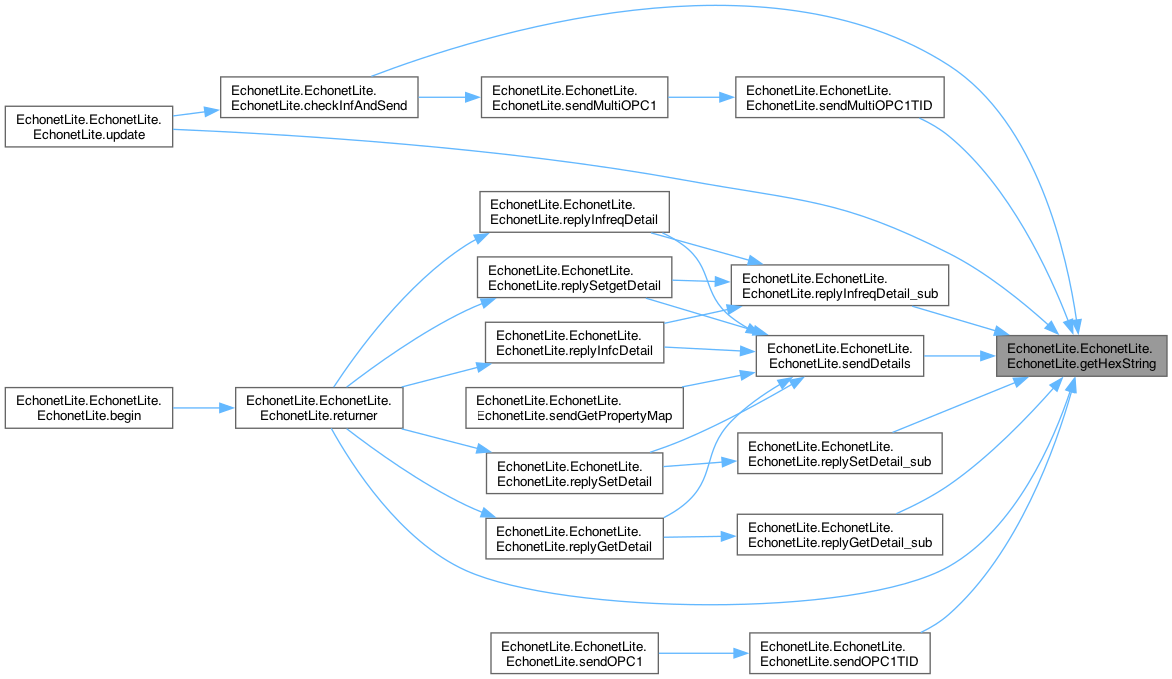 EchonetLite.EchonetLite.
EchonetLite.update
EchonetLite.EchonetLite.
EchonetLite.checkInfAndSend
EchonetLite.EchonetLite.
EchonetLite.sendMultiOPC1
EchonetLite.EchonetLite.
EchonetLite.sendMultiOPC1TID
EchonetLite.EchonetLite.
EchonetLite.replyInfreqDetail
EchonetLite.EchonetLite.
EchonetLite.replySetgetDetail
EchonetLite.EchonetLite.
EchonetLite.replyInfreqDetail_sub
EchonetLite.EchonetLite.
EchonetLite.replyInfcDetail
EchonetLite.EchonetLite.
EchonetLite.sendDetails
EchonetLite.EchonetLite.
EchonetLite.getHexString
EchonetLite.EchonetLite.
EchonetLite.begin
EchonetLite.EchonetLite.
EchonetLite.returner
EchonetLite.EchonetLite.
EchonetLite.sendGetPropertyMap
EchonetLite.EchonetLite.
EchonetLite.replySetDetail
EchonetLite.EchonetLite.
EchonetLite.replySetDetail_sub
EchonetLite.EchonetLite.
EchonetLite.replyGetDetail
EchonetLite.EchonetLite.
EchonetLite.replyGetDetail_sub
EchonetLite.EchonetLite.
EchonetLite.sendOPC1
EchonetLite.EchonetLite.
EchonetLite.sendOPC1TID